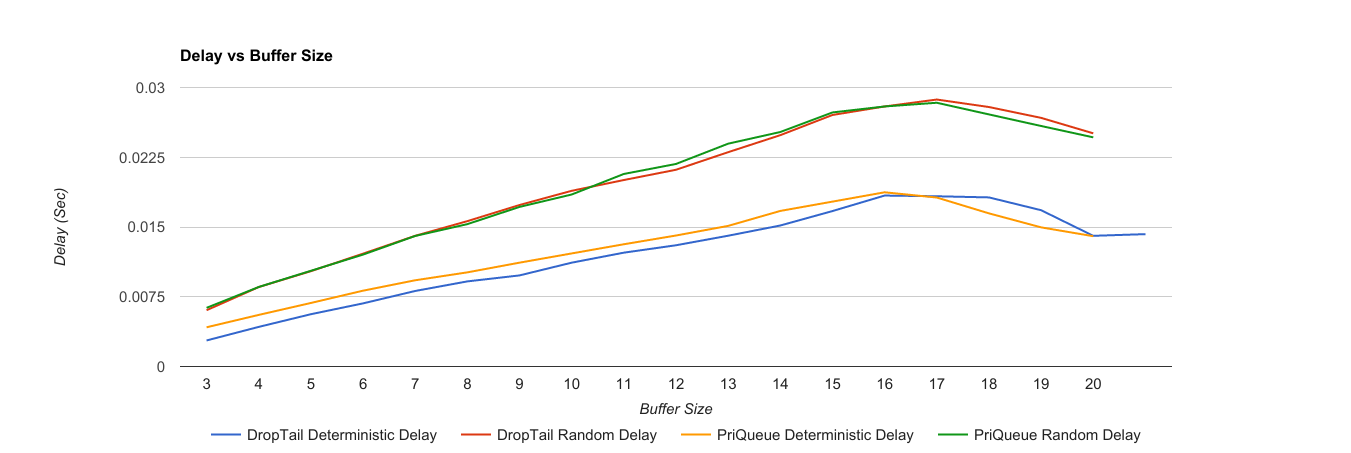 Delay vs Buffer Size
0.03
0.0225
0.015
0.0075
0
Delay (Sec)
3 4 5 6 7 8 9 10 11 12 13 14 15 16 17 18 19 20
Buffer Size
DropTail Deterministic Delay DropTail Random Delay PriQueue Deterministic Delay PriQueue Random Delay